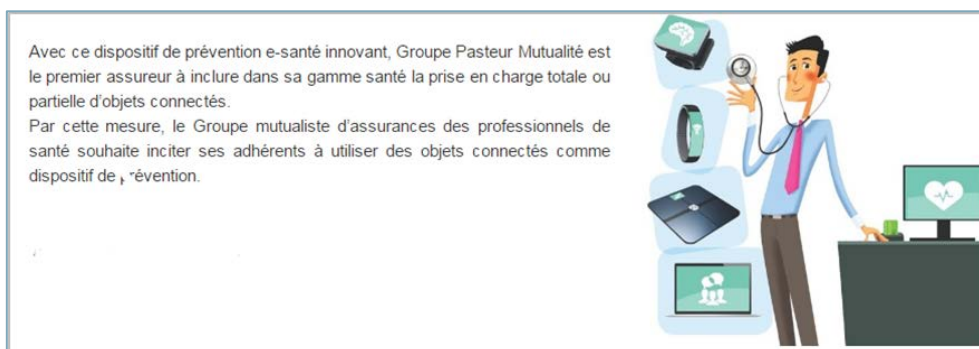 Avec ce dispositif de prévention e-santé innovant, Groupe Pasteur Mutualité est
le premier assureur à inclure dans sa gamme santé la prise en charge totale ou
partielle d'objets connectés.
Par cette mesure, le Groupe mutualiste d'assurances des professionnels de
santé souhaite inciter ses adhérents à utiliser des objets connectés comme
dispositif de